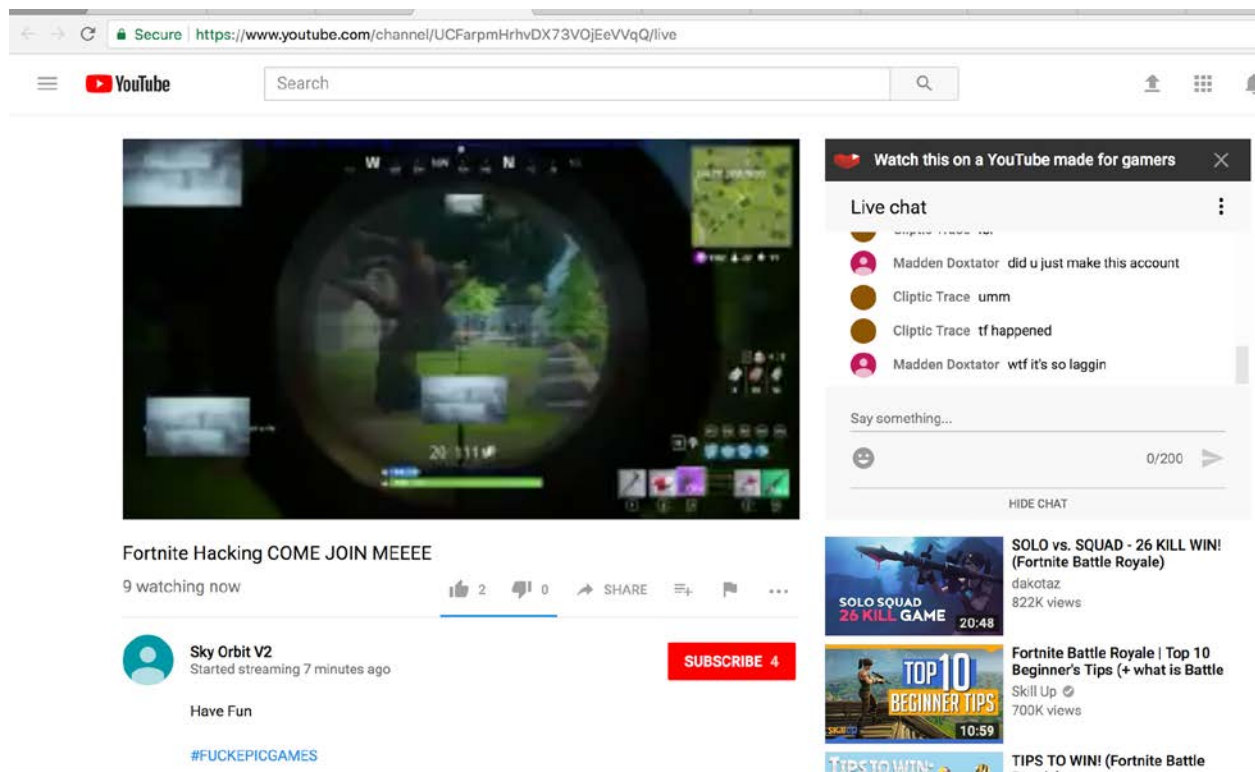 Secure https://www.youtube.com/channel/UCFarpmHrhvDX73VOjEeVVqQ/live
YouTube
Search
W
N
20 111
Watch this on a YouTube made for gamers
Live chat
Madden Doxtator did u just make this account
Cliptic Trace umm
Cliptic Trace tf happened
Madden Doxtator wtf it's so laggin
Say something...
0/200
HIDE CHAT
Fortnite Hacking COME JOIN MEEEE
9 watching now
2
0
SHARE
Sky Orbit V2
Started streaming 7 minutes ago
SUBSCRIBE 4
Have Fun
#FUCKEPICGAMES
SOLO SQUAD
26 KILL GAME
20:48
SOLO vs. SQUAD - 26 KILL WIN!
(Fortnite Battle Royale)
dakotaz
822K views
TOP 10
BEGINNER TIPS
10:59
Fortnite Battle Royale | Top 10
Beginner's Tips (+ what is Battle
Skill Up
700K views
TIPS TO WIN:
TIPS TO WIN! (Fortnite Battle